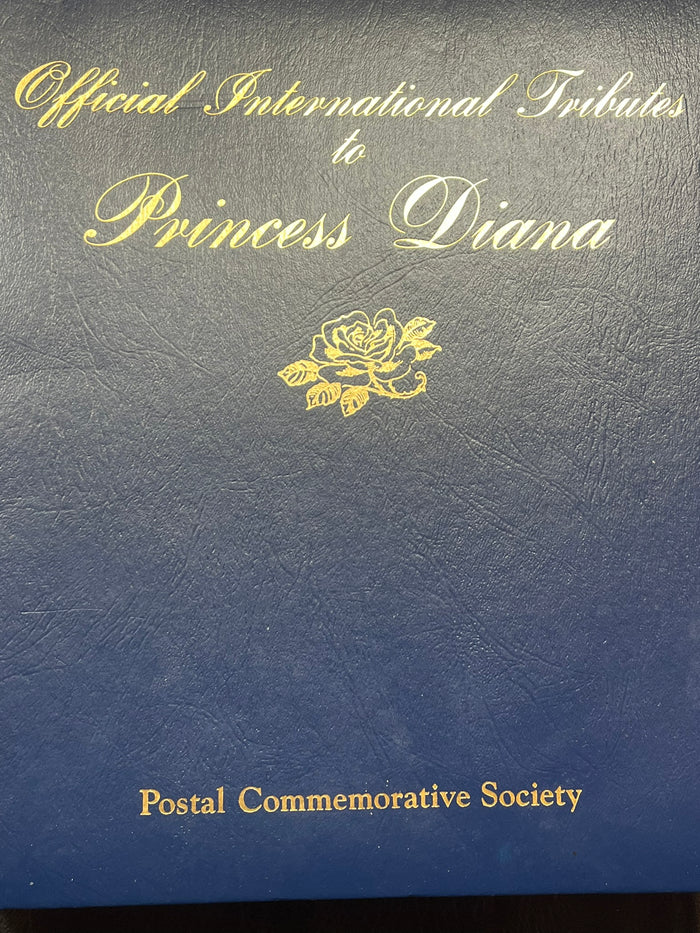 Official International Tributes
to
Princess Diana
Postal Commemorative Society